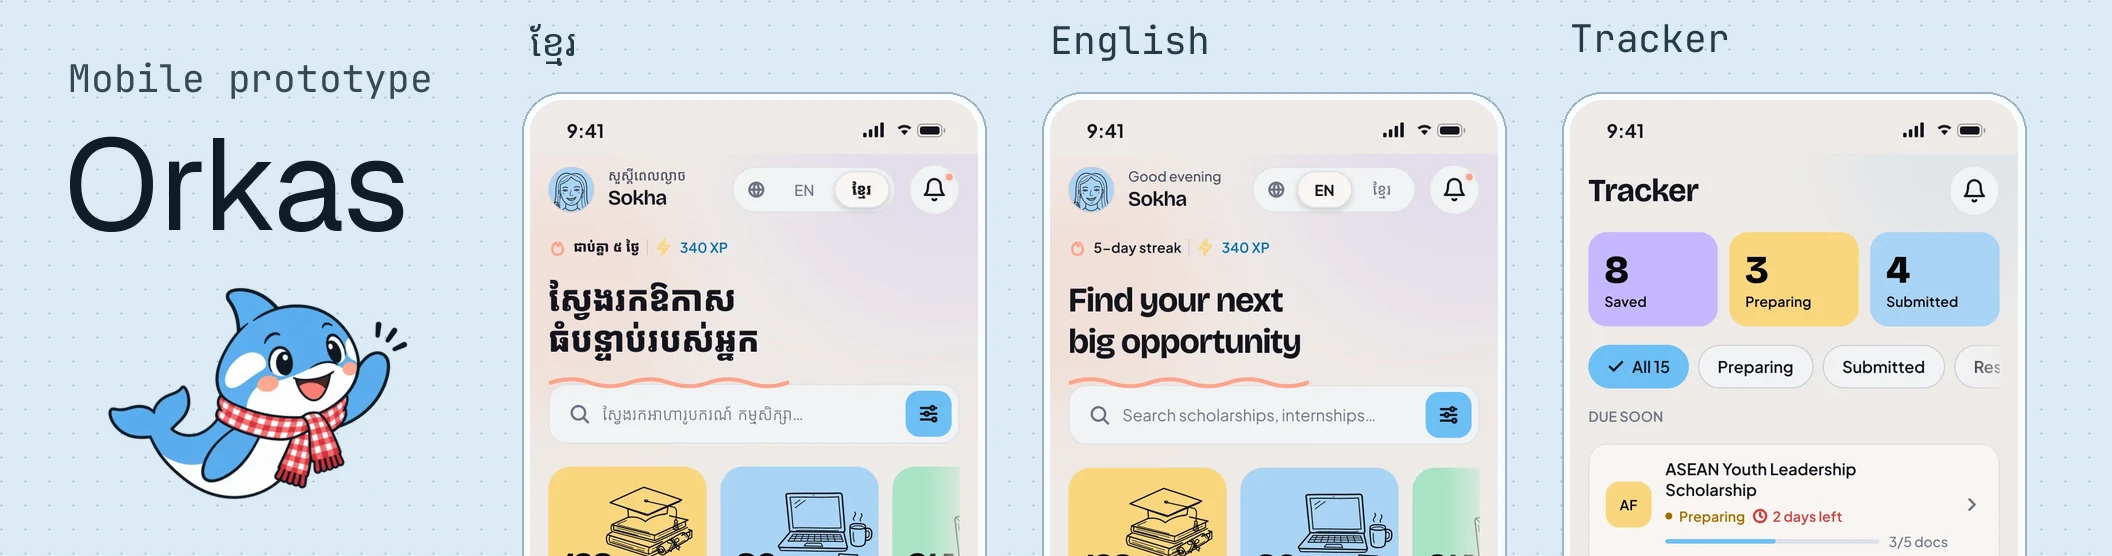 Mobile prototype
Orkas
ខ្មែរ
9:41
សួស្តីពេលល្ងាច
Sokha
EN
ខ្មែរ
ជាប់គ្នា ៥ ថ្ងៃ
340 XP
ស្វែងរកឱកាស
ធំបន្ទាប់របស់អ្នក
ស្វែងរកអាហារូបករណ៍ កម្មសិក្សា...
English
9:41
Good evening
Sokha
EN
ខ្មែរ
5-day streak
340 XP
Find your next
big opportunity
Search scholarships, internships...
Tracker
9:41
Tracker
8
Saved
3
Preparing
4
Submitted
All 15
Preparing
Submitted
DUE SOON
ASEAN Youth Leadership
Scholarship
AF
Preparing
2 days left
3/5 docs